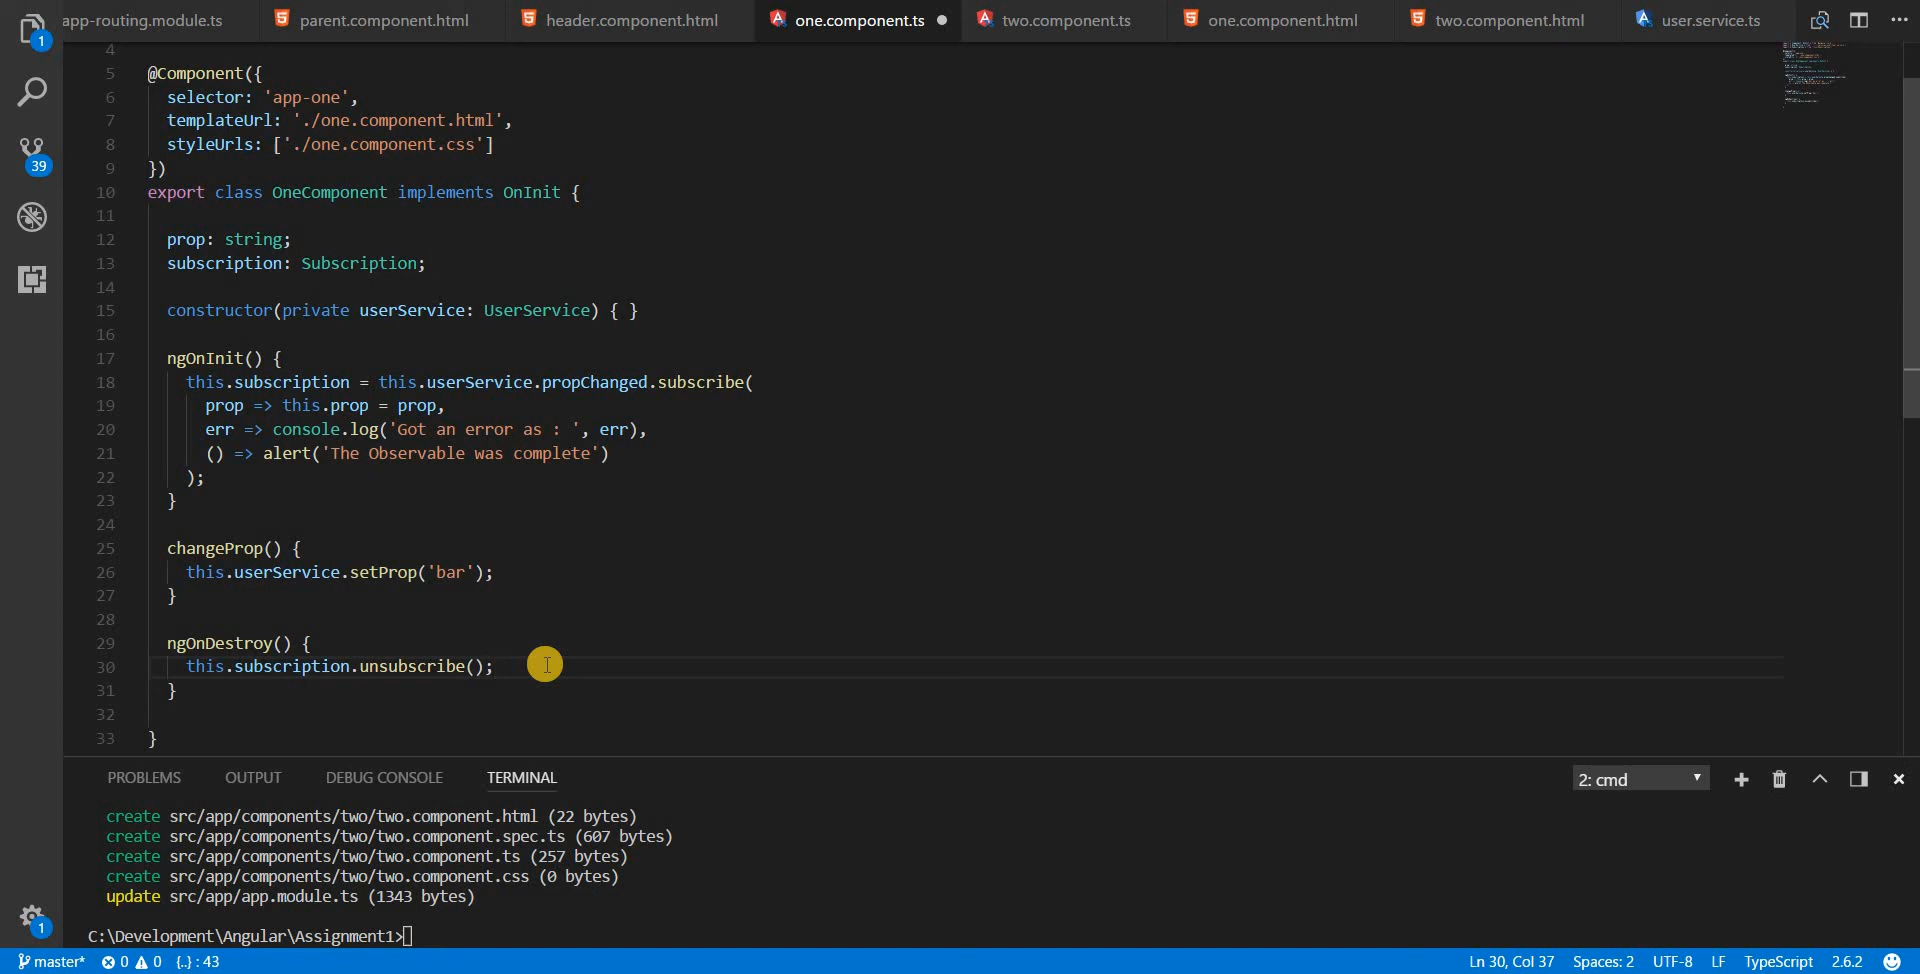 1
app-routing.module.ts parent.component.html header.component.html one.component.ts two.component.ts one.component.html two.component.html user.service.ts
39
4
5 @Component({
6 selector: 'app-one',
7 templateUrl: './one.component.html',
8 styleUrls: ['./one.component.css']
9 })
10 export class OneComponent implements OnInit {
11
12 prop: string;
13 subscription: Subscription;
14
15 constructor(private userService: UserService) { }
16
17 ngOnInit() {
18 this.subscription = this.userService.propChanged.subscribe(
19 prop => this.prop = prop,
20 err => console.log('Got an error as : ', err),
21 () => alert('The Observable was complete')
22 );
23 }
24
25 changeProp() {
26 this.userService.setProp('bar');
27 }
28
29 ngOnDestroy() {
30 this.subscription.unsubscribe();
31 }
32
33 }
PROBLEMS OUTPUT DEBUG CONSOLE TERMINAL 2: cmd
create src/app/components/two/two.component.html (22 bytes)
create src/app/components/two/two.component.spec.ts (607 bytes)
create src/app/components/two/two.component.ts (257 bytes)
create src/app/components/two/two.component.css (0 bytes)
update src/app/app.module.ts (1343 bytes)
C:\Development\Angular\Assignment1>
1
master* 0 0 {..} : 43 Ln 30, Col 37 Spaces: 2 UTF-8 LF TypeScript 2.6.2